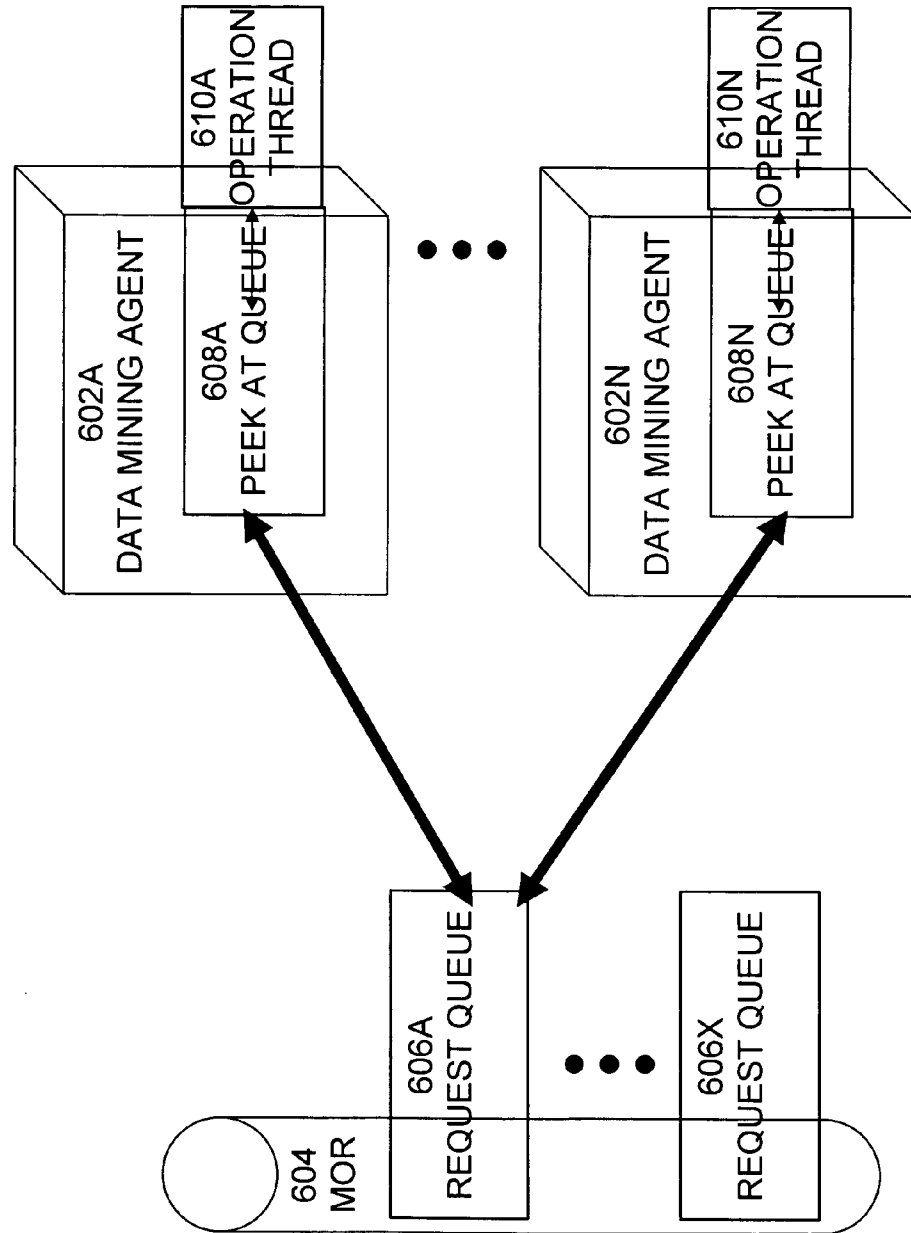 602A
DATA MINING AGENT
608A
PEEK AT QUEUE
610A
OPERATION
THREAD
602N
DATA MINING AGENT
608N
PEEK AT QUEUE
610N
OPERATION
THREAD
604
MOR
606A
REQUEST QUEUE
606X
REQUEST QUEUE